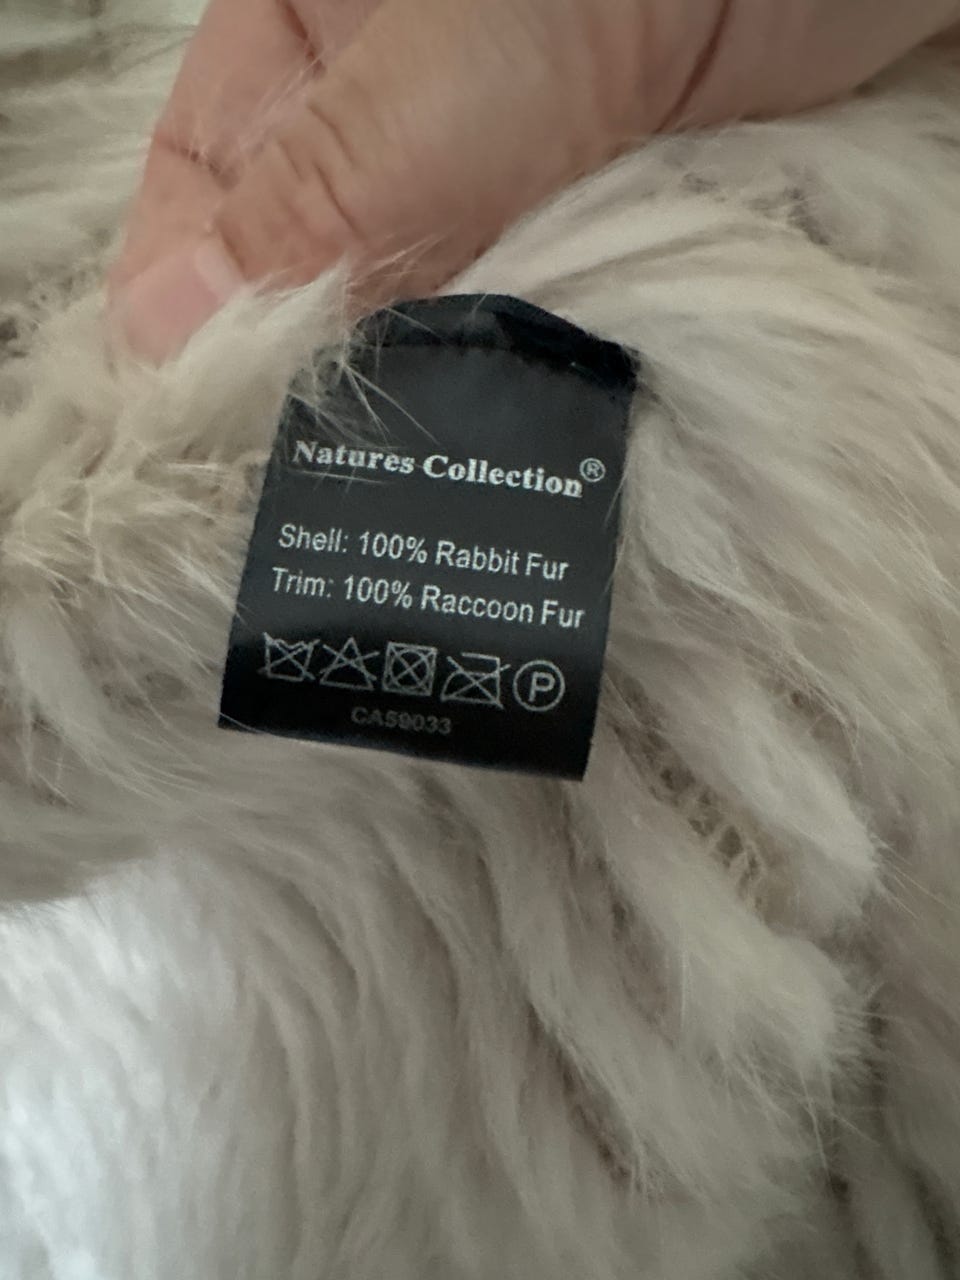 Natures Collection®
Shell: 100% Rabbit Fur
Trim: 100% Raccoon Fur
P
CA59033